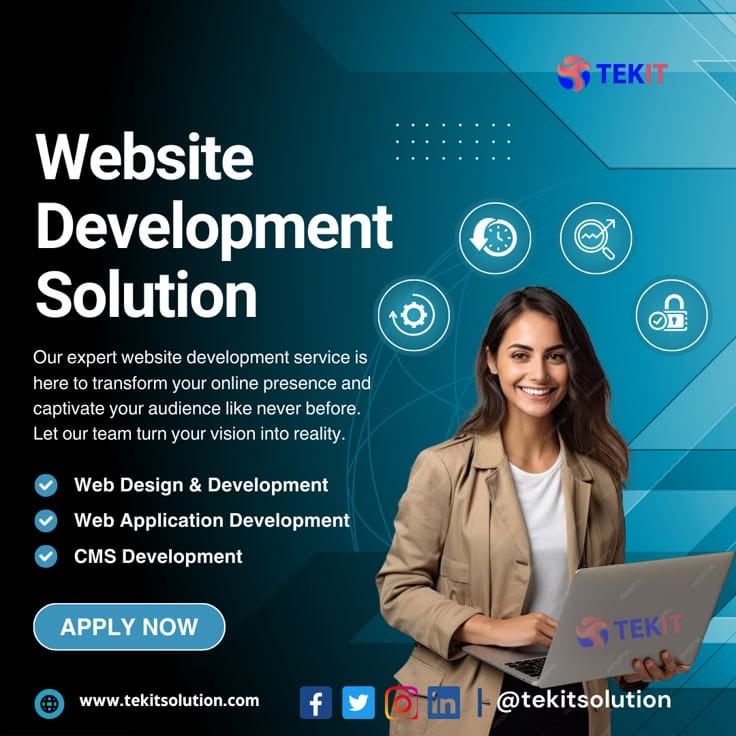 TEKIT
Website
Development
Solution
Our expert website development service is
here to transform your online presence and
captivate your audience like never before.
Let our team turn your vision into reality.
Web Design & Development
Web Application Development
CMS Development
APPLY NOW
TEKIT
www.tekitsolution.com
@tekitsolution